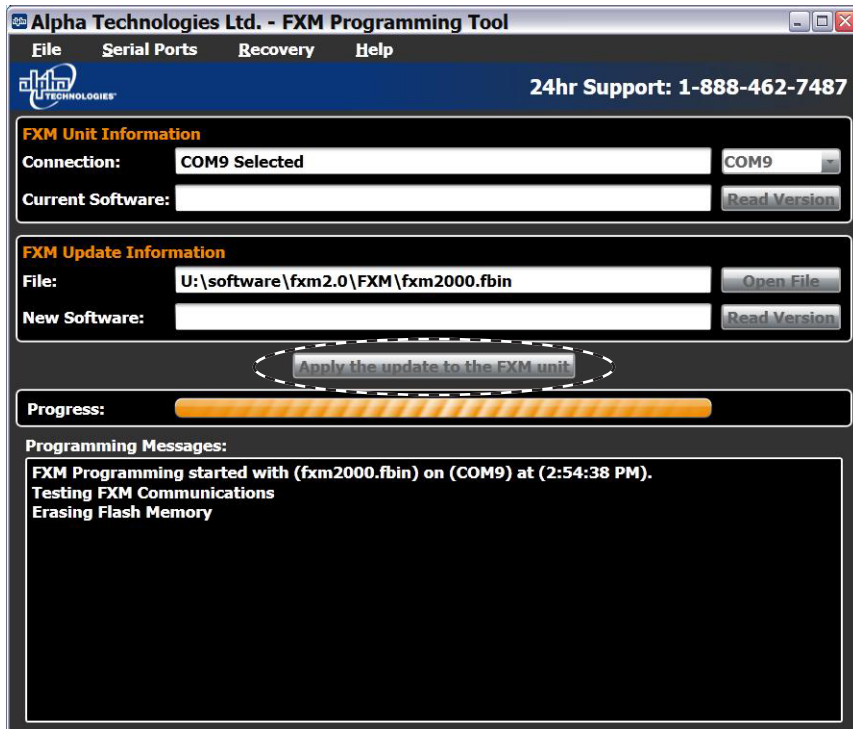 Alpha Technologies Ltd. - FXM Programming Tool
File Serial Ports Recovery Help
alpha TECHNOLOGIES 24hr Support: 1-888-462-7487
FXM Unit Information
Connection: COM9 Selected COM9
Current Software: Read Version
FXM Update Information
File: U:\software\fxm2.0\FXM\fxm2000.fbin Open File
New Software: Read Version
Apply the update to the FXM unit
Progress:
Programming Messages:
FXM Programming started with (fxm2000.fbin) on (COM9) at (2:54:38 PM).
Testing FXM Communications
Erasing Flash Memory